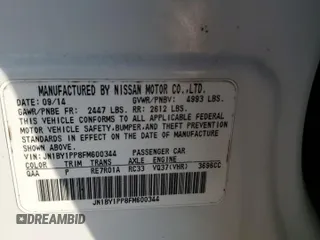 MANUFACTURED BY NISSAN MOTOR CO.,LTD.
DATE: 09/14 GVWR/PNBV: 4983 LBS.
GAWR/PNBE FR: 2447 LBS. RR: 2612 LBS.
THIS VEHICLE CONFORMS TO ALL APPLICABLE FEDERAL
MOTOR VEHICLE SAFETY, BUMPER, AND THEFT PREVENTION
STANDARDS IN EFFECT ON THE DATE OF MANUFACTURE
SHOWN ABOVE.
V.I.N.: JN1BY1PP8FM600344 PASSENGER CAR
COLOR TRIM TRANS AXLE ENGINE
QAA P RE7R01A RC33 VQ37(VHR) 3696CC
JN1BY1PP8FM600344
AUTOHELPERBOT.COM